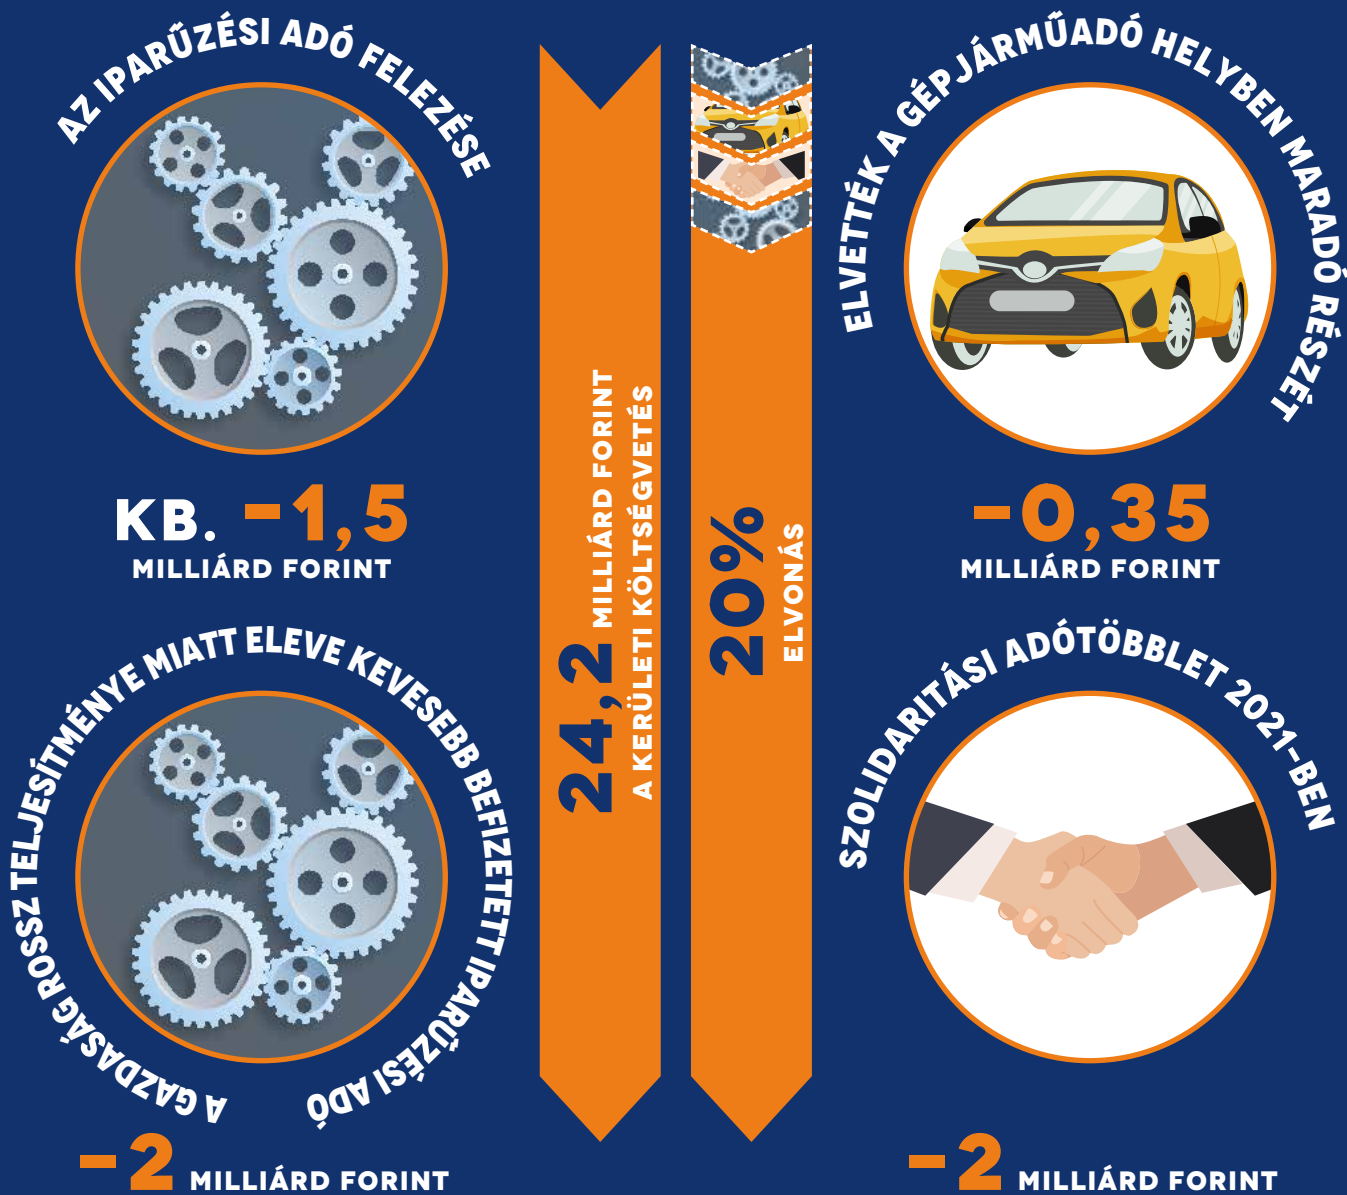 AZ IPARŰZÉSI ADÓ FELEZÉSE
KB. -1,5
MILLIÁRD FORINT
A GAZDASÁG ROSSZ TELJESÍTMÉNYE MIATT ELEVE KEVESEBB BEFIZETETT IPARŰZÉSI ADÓ
-2 MILLIÁRD FORINT
24,2 MILLIÁRD FORINT
A KERÜLETI KÖLTSÉGVETÉS
20%
ELVONÁS
ELVETTÉK A GÉPJÁRMŰADÓ HELYBEN MARADÓ RÉSZÉT
-0,35
MILLIÁRD FORINT
SZOLIDARITÁSI ADÓTÖBBLET 2021-BEN
-2 MILLIÁRD FORINT